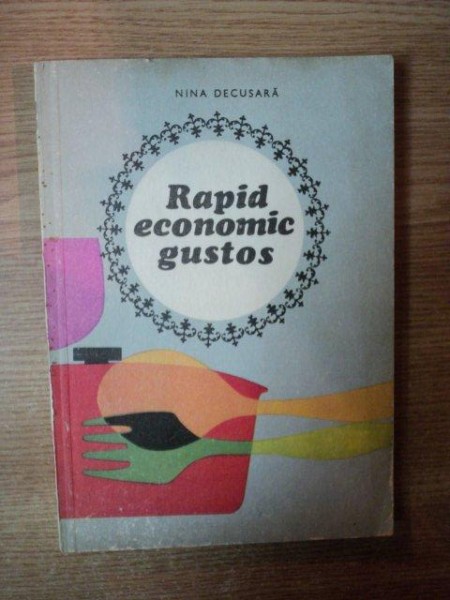 NINA DECUSARĂ
Rapid
economic
gustos